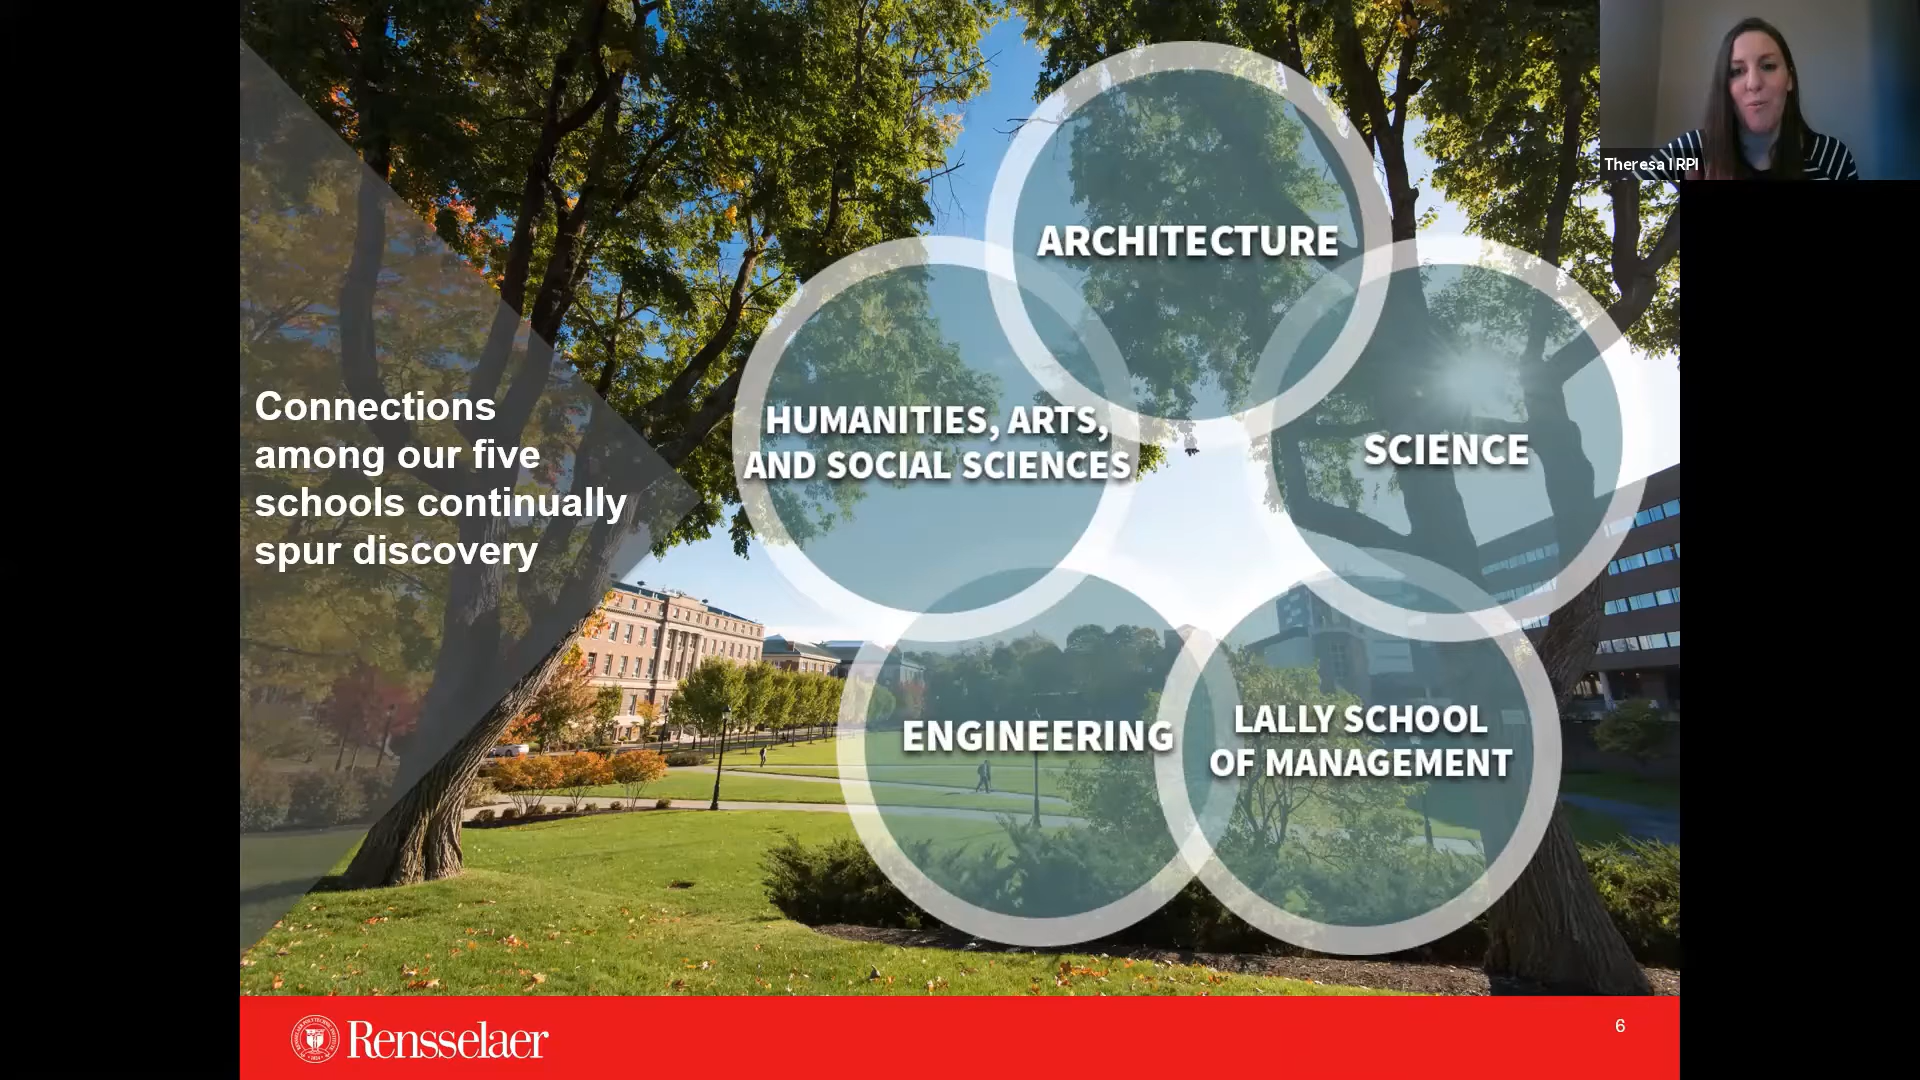 Connections
among our five
schools continually
spur discovery
ARCHITECTURE
HUMANITIES, ARTS,
AND SOCIAL SCIENCES
SCIENCE
ENGINEERING
LALLY SCHOOL
OF MANAGEMENT
Theresa I RPI
Rensselaer
6